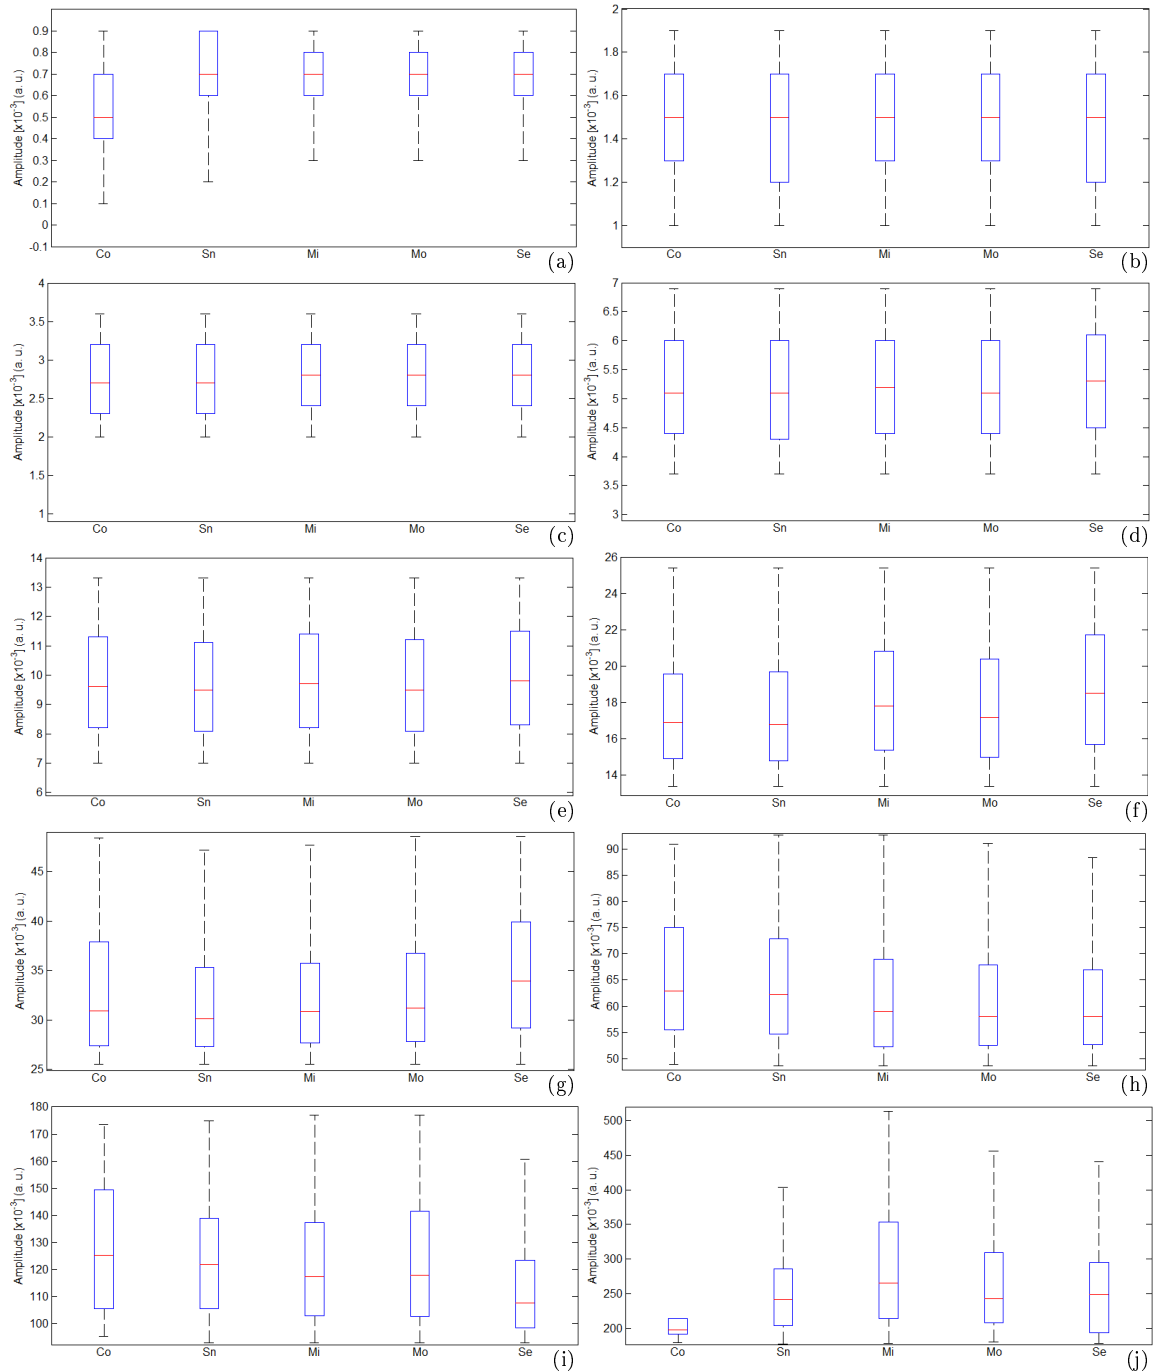 Amplitude [x10⁻³] (a. u.)
0.9
0.8
0.7
0.6
0.5
0.4
0.3
0.2
0.1
0
-0.1
Co Sn Mi Mo Se
(a)
Amplitude [x10⁻³] (a. u.)
2
1.8
1.6
1.4
1.2
1
Co Sn Mi Mo Se
(b)
Amplitude [x10⁻³] (a. u.)
4
3.5
3
2.5
2
1.5
1
Co Sn Mi Mo Se
(c)
Amplitude [x10⁻³] (a. u.)
7
6.5
6
5.5
5
4.5
4
3.5
3
Co Sn Mi Mo Se
(d)
Amplitude [x10⁻³] (a. u.)
14
13
12
11
10
9
8
7
6
Co Sn Mi Mo Se
(e)
Amplitude [x10⁻³] (a. u.)
26
24
22
20
18
16
14
Co Sn Mi Mo Se
(f)
Amplitude [x10⁻³] (a. u.)
45
40
35
30
25
Co Sn Mi Mo Se
(g)
Amplitude [x10⁻³] (a. u.)
90
85
80
75
70
65
60
55
50
Co Sn Mi Mo Se
(h)
Amplitude [x10⁻³] (a. u.)
180
170
160
150
140
130
120
110
100
Co Sn Mi Mo Se
(i)
Amplitude [x10⁻³] (a. u.)
500
450
400
350
300
250
200
Co Sn Mi Mo Se
(j)